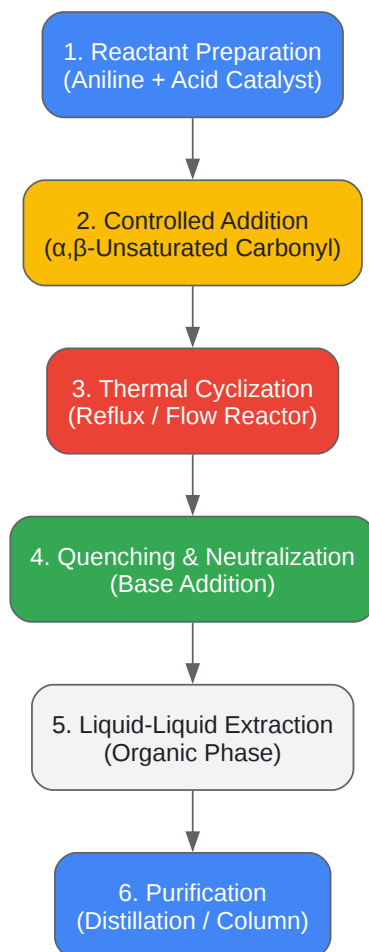 1. Reactant Preparation
(Aniline + Acid Catalyst)
2. Controlled Addition
(α,β-Unsaturated Carbonyl)
3. Thermal Cyclization
(Reflux / Flow Reactor)
4. Quenching & Neutralization
(Base Addition)
5. Liquid-Liquid Extraction
(Organic Phase)
6. Purification
(Distillation / Column)